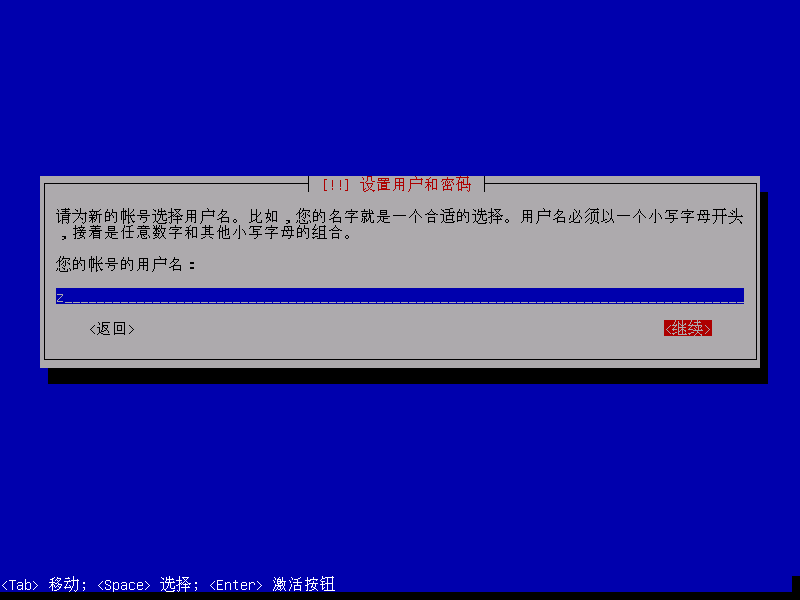 [!!] 设置用户和密码
请为新的帐号选择用户名。比如，您的名字就是一个合适的选择。用户名必须以一个小写字母开头
，接着是任意数字和其他小写字母的组合。
您的帐号的用户名：
z
<返回> <继续>
<Tab> 移动; <Space> 选择; <Enter> 激活按钮